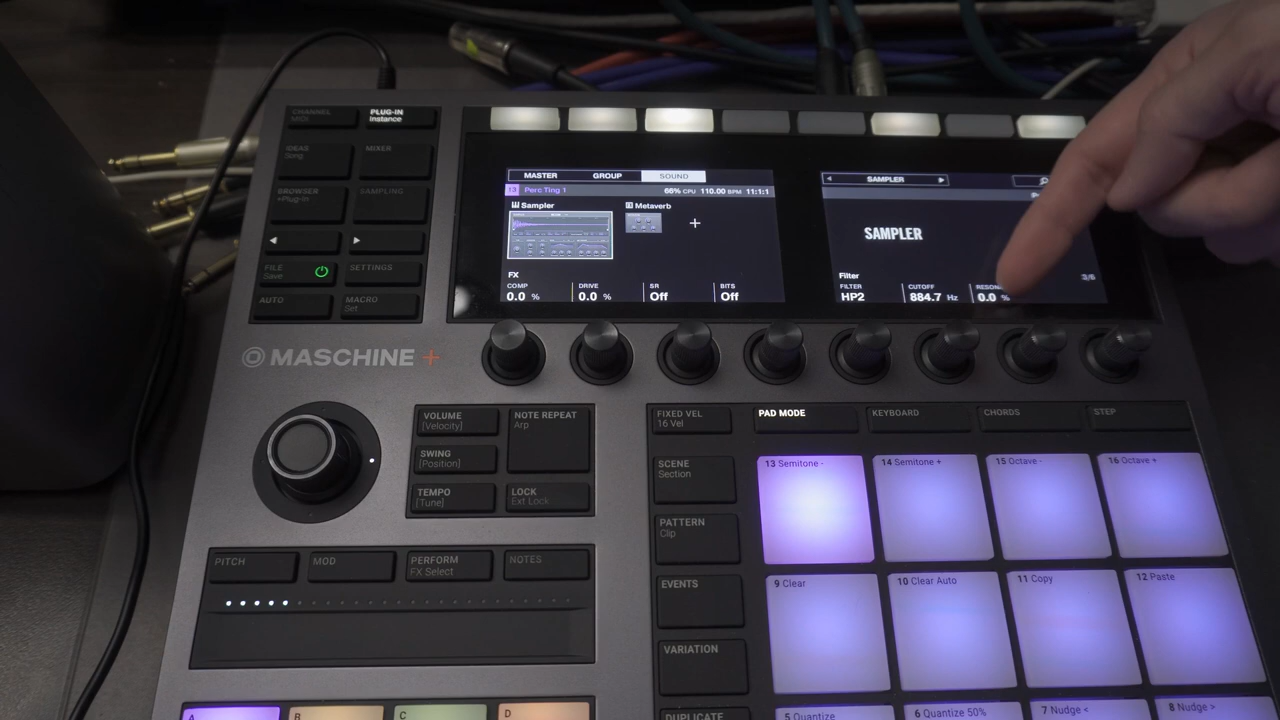 CHANNEL
MIDI
PLUG-IN
Instance
IDEAS
Song
MIXER
BROWSER
+Plug-In
SAMPLING
FILE
Save
SETTINGS
AUTO
MACRO
Set
MASTER GROUP SOUND
13 Perc Ting 1 66% CPU 110.00 BPM 11:1:1
Sampler Metaverb
+
FX
COMP DRIVE SR BITS
0.0 % 0.0 % Off Off
SAMPLER
SAMPLER
Filter 3/6
FILTER CUTOFF RESON
HP2 884.7 Hz 0.0 %
MASCHINE +
VOLUME
[Velocity]
NOTE REPEAT
Arp
SWING
[Position]
TEMPO
[Tune]
LOCK
Ext Lock
FIXED VEL
16 Vel
PAD MODE
KEYBOARD
CHORDS
STEP
SCENE
Section
PATTERN
Clip
EVENTS
VARIATION
DUPLICATE
13 Semitone -
14 Semitone +
15 Octave -
16 Octave +
9 Clear
10 Clear Auto
11 Copy
12 Paste
5 Quantize
6 Quantize 50%
7 Nudge <
8 Nudge >
PITCH
MOD
PERFORM
FX Select
NOTES
A
B
C
D